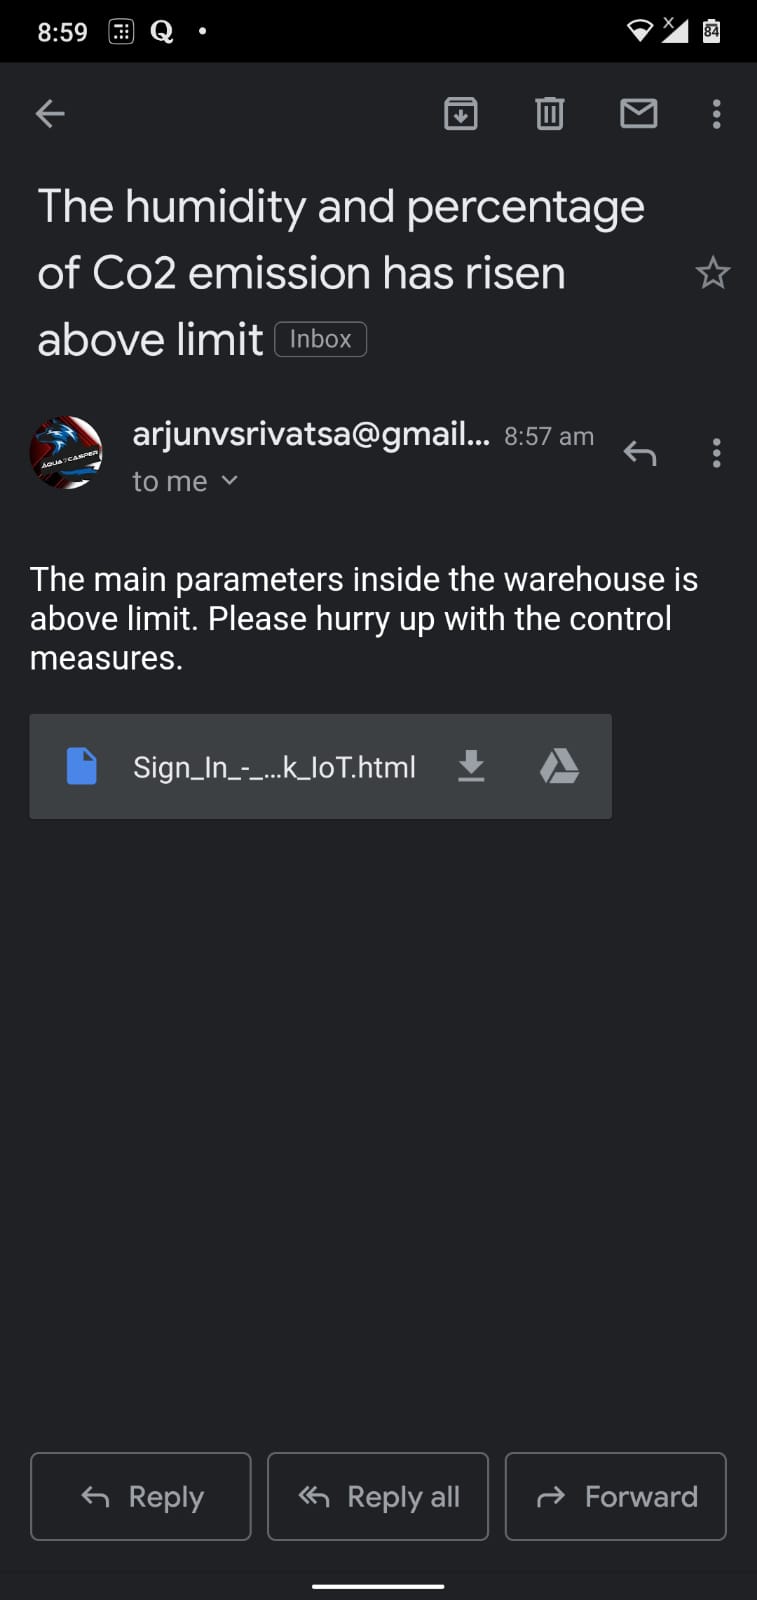 8:59
84
The humidity and percentage
of Co2 emission has risen
above limit Inbox
AQUA7CASPER
arjunvsrivatsa@gmail... 8:57 am
to me
The main parameters inside the warehouse is
above limit. Please hurry up with the control
measures.
Sign_In_-_...k_IoT.html
Reply
Reply all
Forward